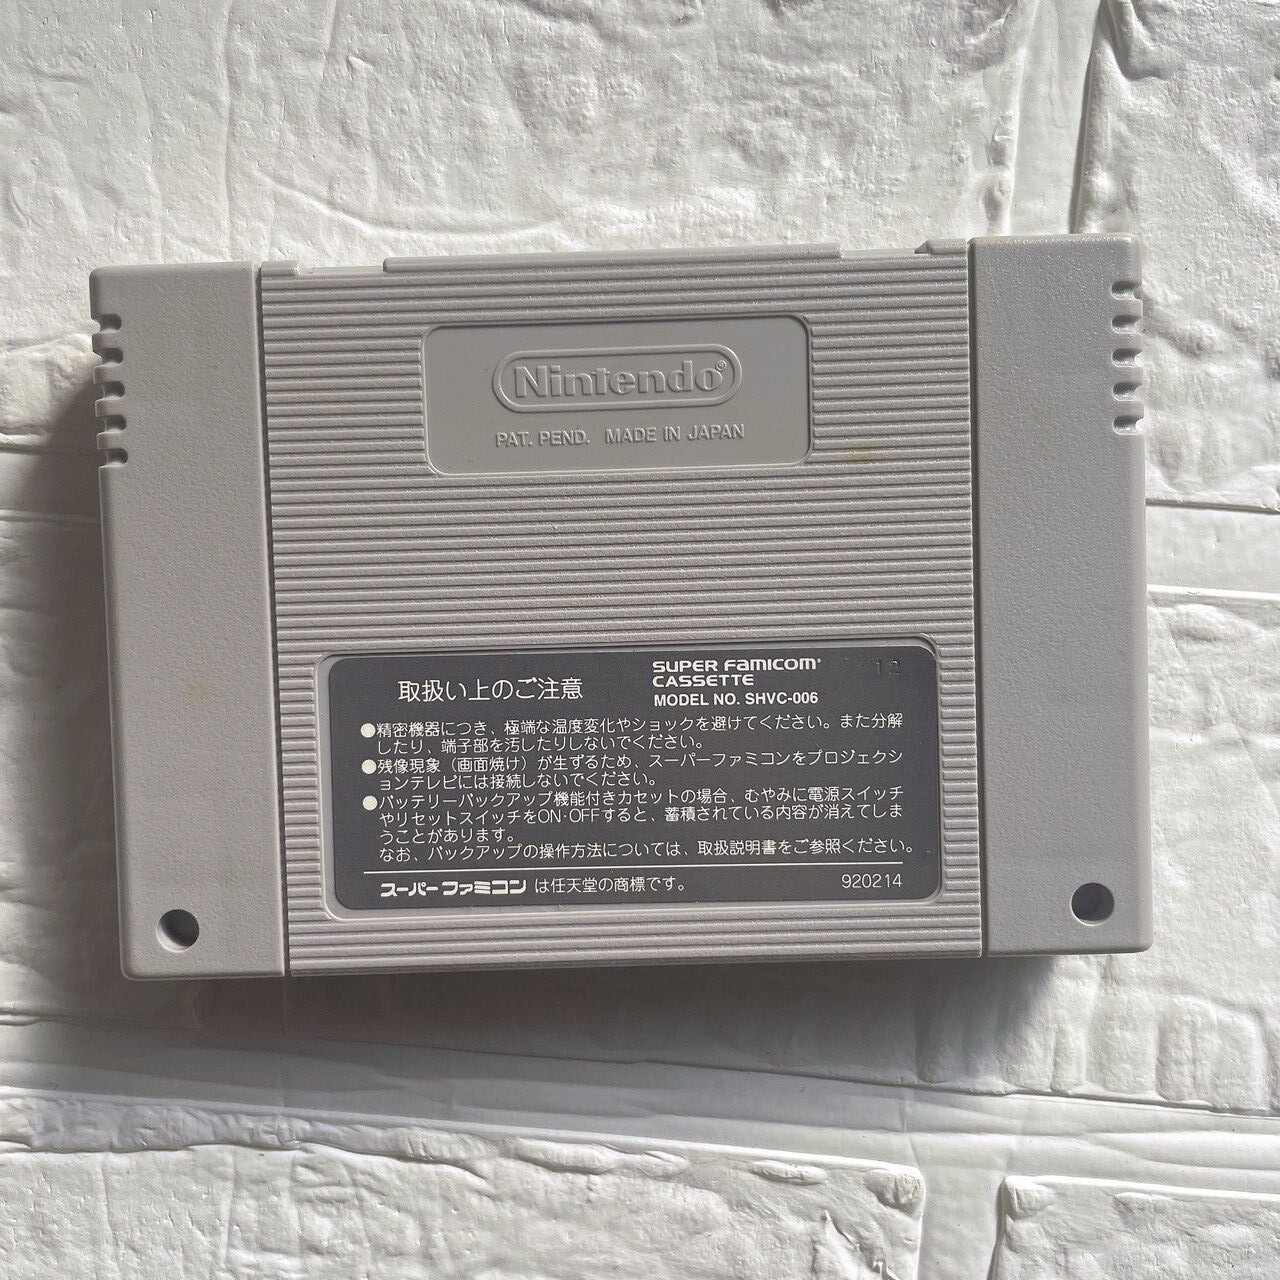 Nintendo®
PAT. PEND. MADE IN JAPAN
取扱い上のご注意
SUPER FAMICOM®
CASSETTE
MODEL NO. SHVC-006
12
●精密機器につき、極端な温度変化やショックを避けてください。また分解
したり、端子部を汚したりしないでください。
●残像現象（画面焼け）が生ずるため、スーパーファミコンをプロジェクシ
ョンテレビには接続しないでください。
●バッテリーバックアップ機能付きカセットの場合、むやみに電源スイッチ
やリセットスイッチをON·OFFすると、蓄積されている内容が消えてしま
うことがあります。
なお、バックアップの操作方法については、取扱説明書をご参照ください。
スーパーファミコン は任天堂の商標です。
920214